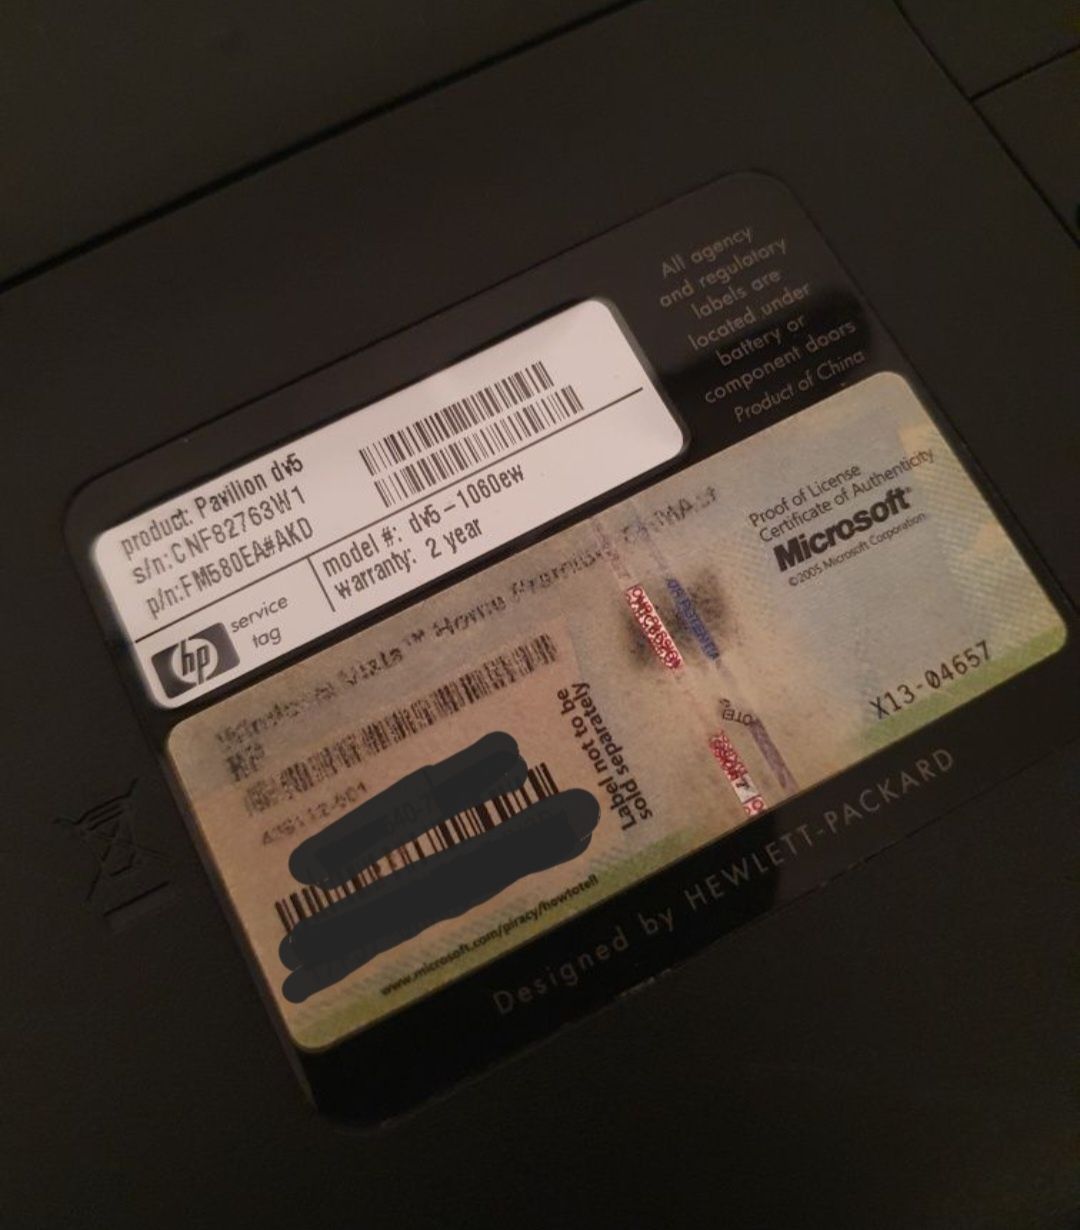 All agency
and regulatory
labels are
located under
battery or
component doors
Product of China
product: Pavilion dv5
s/n:CNF82763W1
p/n:FM580EA#AKD
model #: dv5-1060ew
warranty: 2 year
hp
service
tag
Proof of License
Certificate of Authenticity
Microsoft®
©2005 Microsoft Corporation
Vista™ Home
HP
Label not to be
sold separately
www.microsoft.com/piracy/howtotell
X13-04657
Designed by HEWLETT-PACKARD